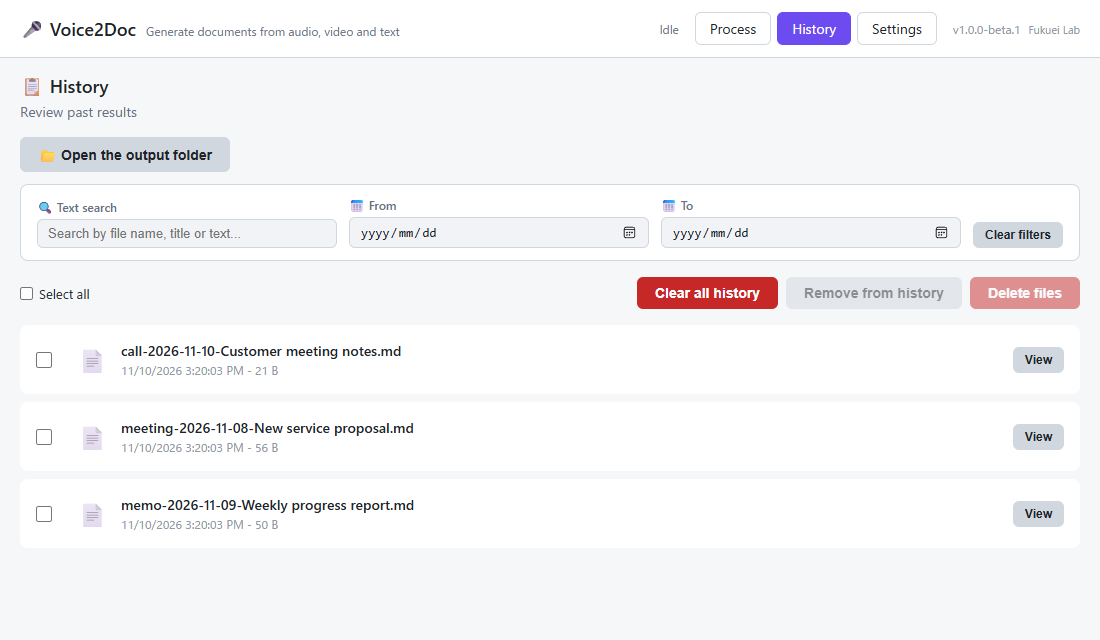 Voice2Doc Generate documents from audio, video and text Idle Process History Settings v1.0.0-beta.1 Fukuei Lab
History
Review past results
Open the output folder
Text search From To
Search by file name, title or text... yyyy/mm/dd yyyy/mm/dd Clear filters
Select all Clear all history Remove from history Delete files
call-2026-11-10-Customer meeting notes.md
11/10/2026 3:20:03 PM - 21 B
View
meeting-2026-11-08-New service proposal.md
11/10/2026 3:20:03 PM - 56 B
View
memo-2026-11-09-Weekly progress report.md
11/10/2026 3:20:03 PM - 50 B
View